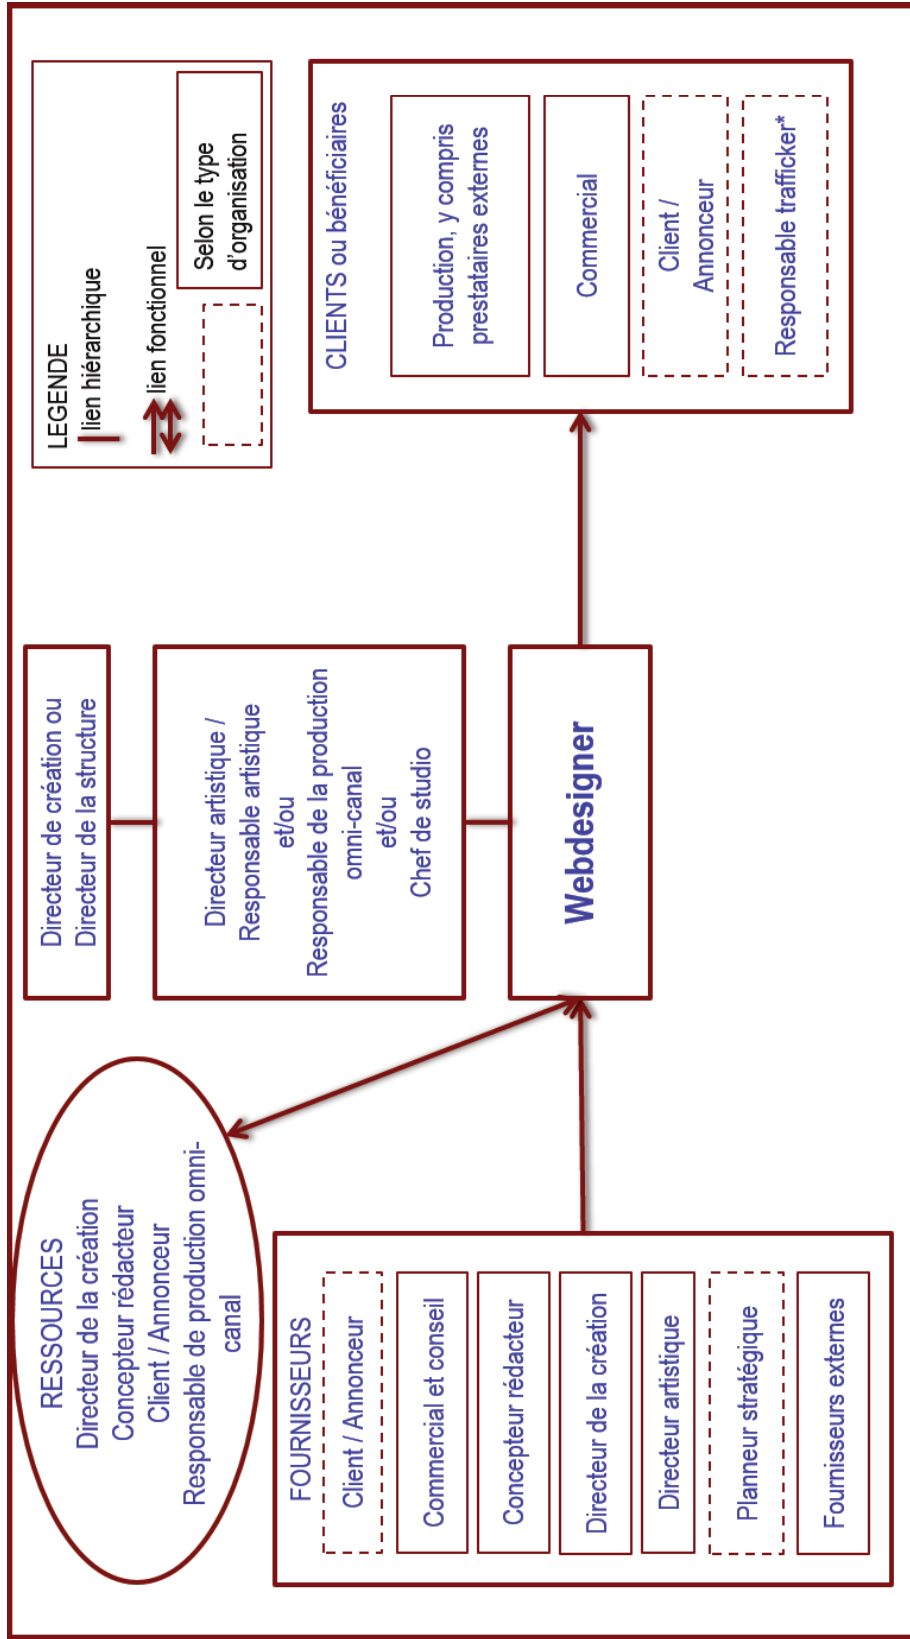 RESSOURCES
Directeur de la création
Concepteur rédacteur
Client / Annonceur
Responsable de production omni-
canal
Directeur de création ou
Directeur de la structure
Directeur artistique /
Responsable artistique
et/ou
Responsable de la production
omni-canal
et/ou
Chef de studio
Webdesigner
LEGENDE
lien hiérarchique
lien fonctionnel
Selon le type
d'organisation
FOURNISSEURS
Client / Annonceur
Commercial et conseil
Concepteur rédacteur
Directeur de la création
Directeur artistique
Planneur stratégique
Fournisseurs externes
CLIENTS ou bénéficiaires
Production, y compris
prestataires externes
Commercial
Client /
Annonceur
Responsable trafficker*